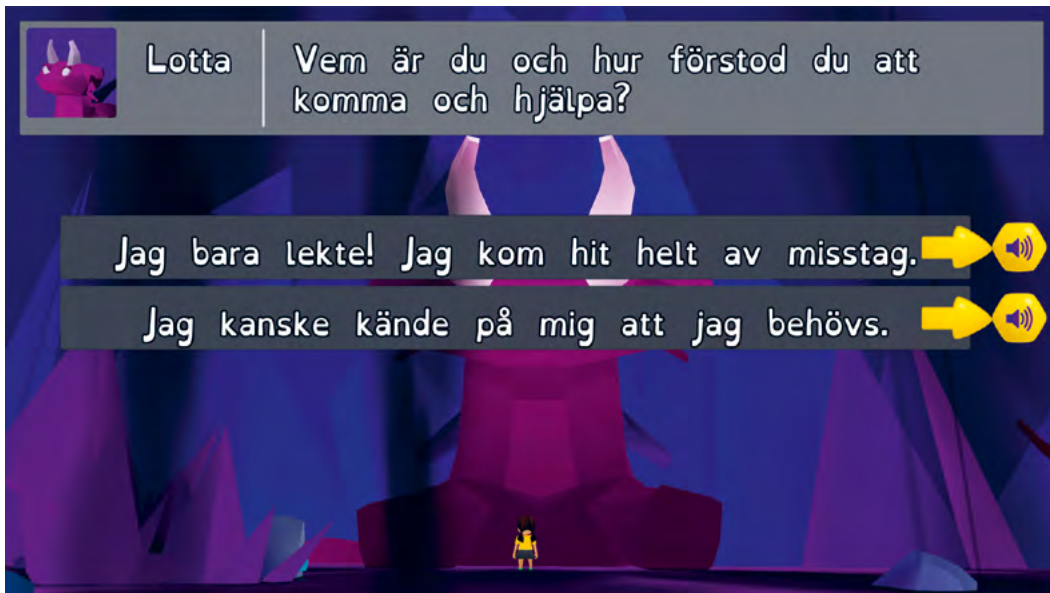 Lotta
Vem är du och hur förstod du att
komma och hjälpa?
Jag bara lekte! Jag kom hit helt av misstag.
Jag kanske kände på mig att jag behövs.